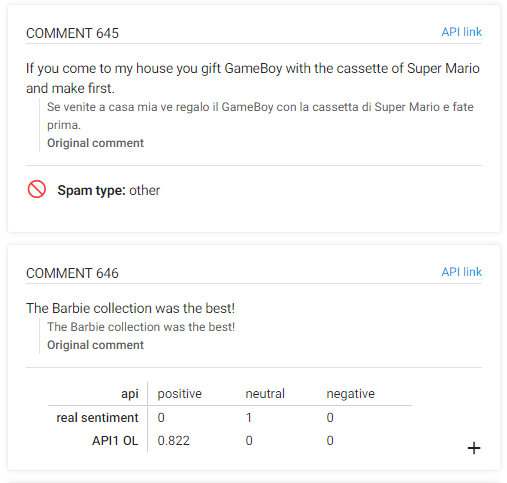 COMMENT 645 API link
If you come to my house you gift GameBoy with the cassette of Super Mario
and make first.
Se venite a casa mia ve regalo il GameBoy con la cassetta di Super Mario e fate
prima.
Original comment
Spam type: other
COMMENT 646 API link
The Barbie collection was the best!
The Barbie collection was the best!
Original comment
api positive neutral negative
real sentiment 0 1 0
API1 OL 0.822 0 0
+